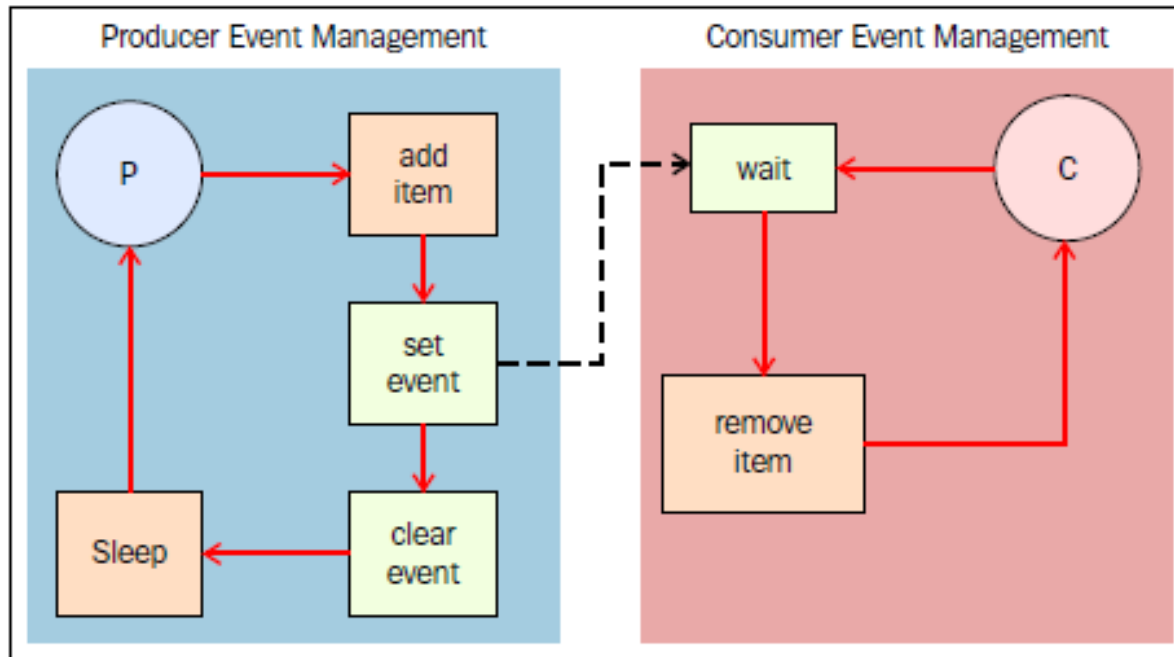 Producer Event Management
Consumer Event Management
P
add
item
wait
C
set
event
remove
item
Sleep
clear
event